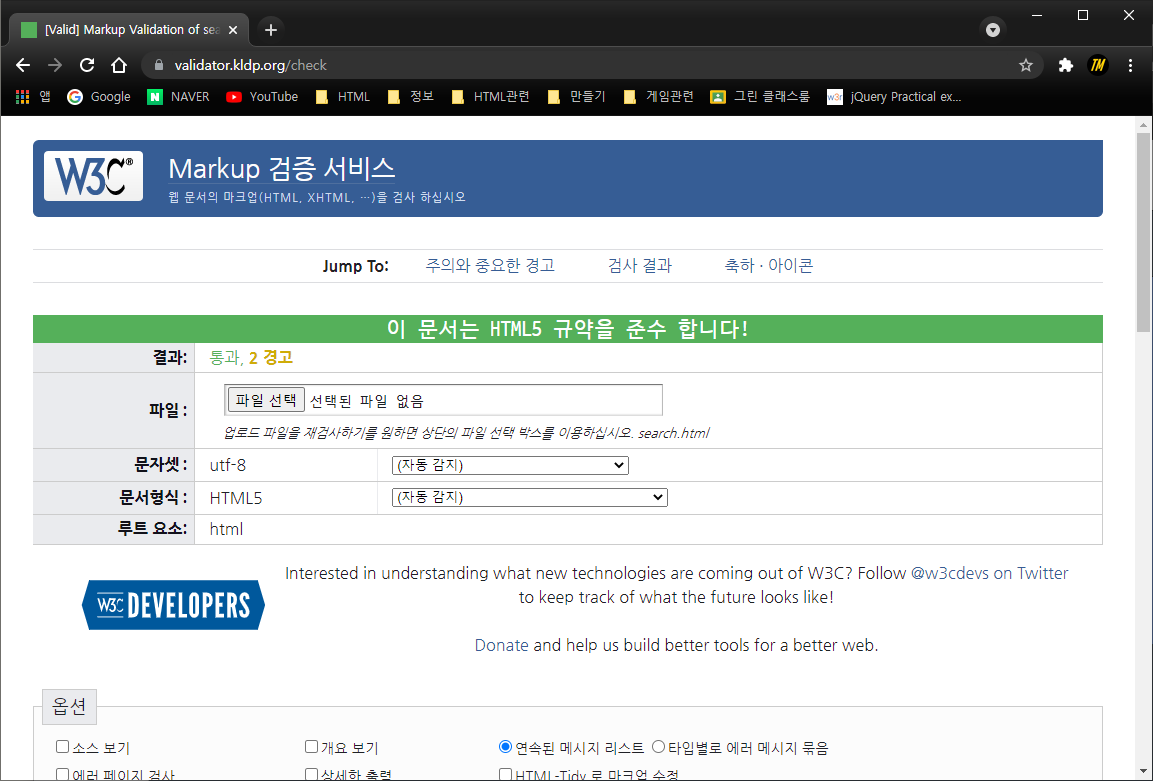 [Valid] Markup Validation of sea
validator.kldp.org/check
TM
앱 Google NAVER YouTube HTML 정보 HTML관련 만들기 게임관련 그린 클래스룸 jQuery Practical ex...
W3C® Markup 검증 서비스
웹 문서의 마크업(HTML, XHTML, …)을 검사 하십시오
Jump To: 주의와 중요한 경고 검사 결과 축하 · 아이콘
이 문서는 HTML5 규약을 준수 합니다!
결과: 통과, 2 경고
파일 : 파일 선택 선택된 파일 없음
업로드 파일을 재검사하기를 원하면 상단의 파일 선택 박스를 이용하십시오. search.html
문자셋 : utf-8 (자동 감지)
문서형식 : HTML5 (자동 감지)
루트 요소: html
W3C DEVELOPERS
Interested in understanding what new technologies are coming out of W3C? Follow @w3cdevs on Twitter
to keep track of what the future looks like!
Donate and help us build better tools for a better web.
옵션
소스 보기 개요 보기 연속된 메시지 리스트 타입별로 에러 메시지 묶음
에러 페이지 검사 상세한 출력 HTML-Tidy 로 마크업 수정